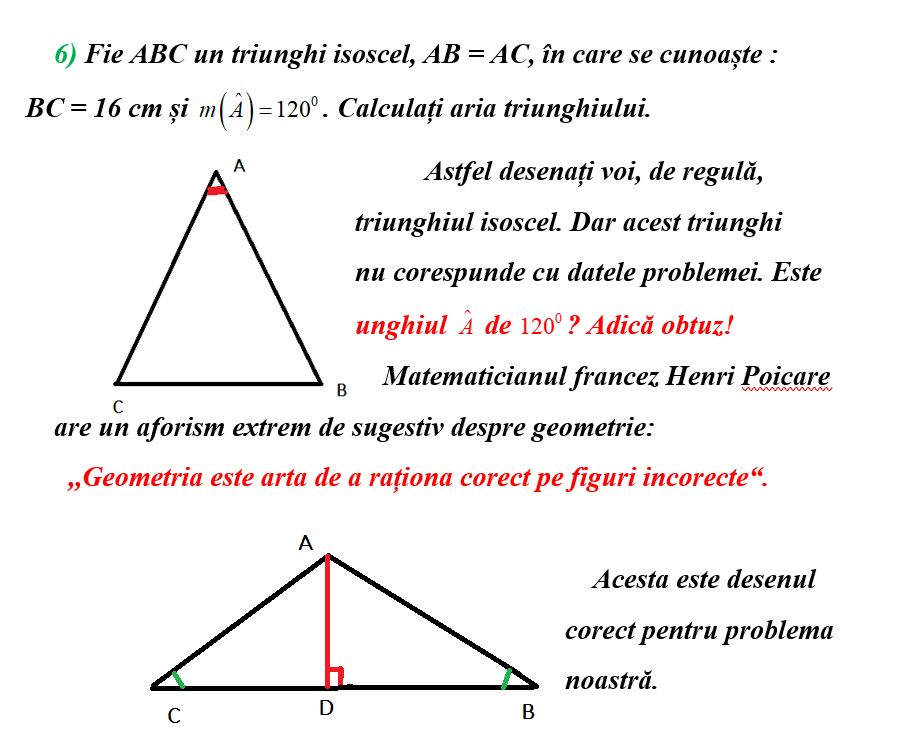 6) Fie ABC un triunghi isoscel, AB = AC, în care se cunoaște :
BC = 16 cm și m(Â)=120⁰. Calculați aria triunghiului.
A
Astfel desenați voi, de regulă,
triunghiul isoscel. Dar acest triunghi
nu corespunde cu datele problemei. Este
unghiul Â de 120⁰ ? Adică obtuz!
Matematicianul francez Henri Poicare
B
C
are un aforism extrem de sugestiv despre geometrie:
„Geometria este arta de a raționa corect pe figuri incorecte“.
A
Acesta este desenul
corect pentru problema
noastră.
C D B